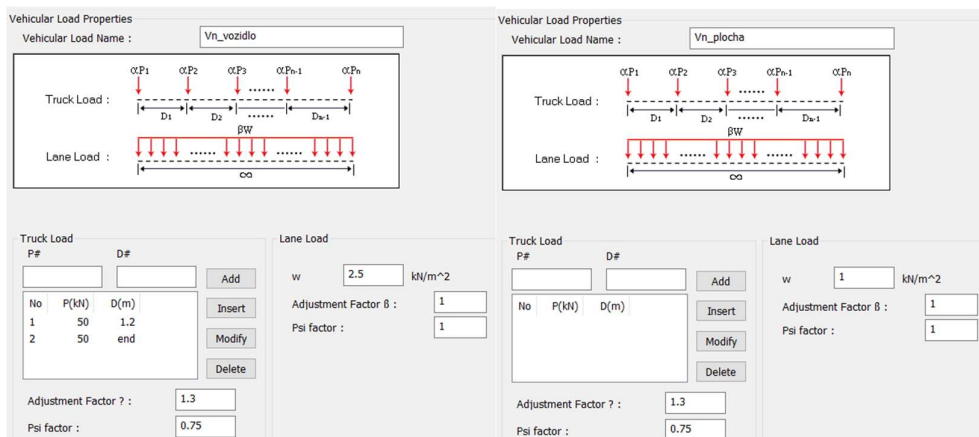 Vehicular Load Properties
Vehicular Load Name :
Vn_vozidlo
αP1 αP2 αP3 ...... αPn-1 αPn
Truck Load :
D1 D2 ...... Dn-1
βW
Lane Load :
...... ......
∞
Truck Load
P# D#
Add
No P(kN) D(m)
1 50 1.2
2 50 end
Insert
Modify
Delete
Adjustment Factor ? :
1.3
Psi factor :
0.75
Lane Load
w 2.5 kN/m^2
Adjustment Factor ß :
1
Psi factor :
1
Vehicular Load Properties
Vehicular Load Name :
Vn_plocha
αP1 αP2 αP3 ...... αPn-1 αPn
Truck Load :
D1 D2 ...... Dn-1
βW
Lane Load :
...... ......
∞
Truck Load
P# D#
Add
No P(kN) D(m)
Insert
Modify
Delete
Adjustment Factor ? :
1.3
Psi factor :
0.75
Lane Load
w 1 kN/m^2
Adjustment Factor ß :
1
Psi factor :
1